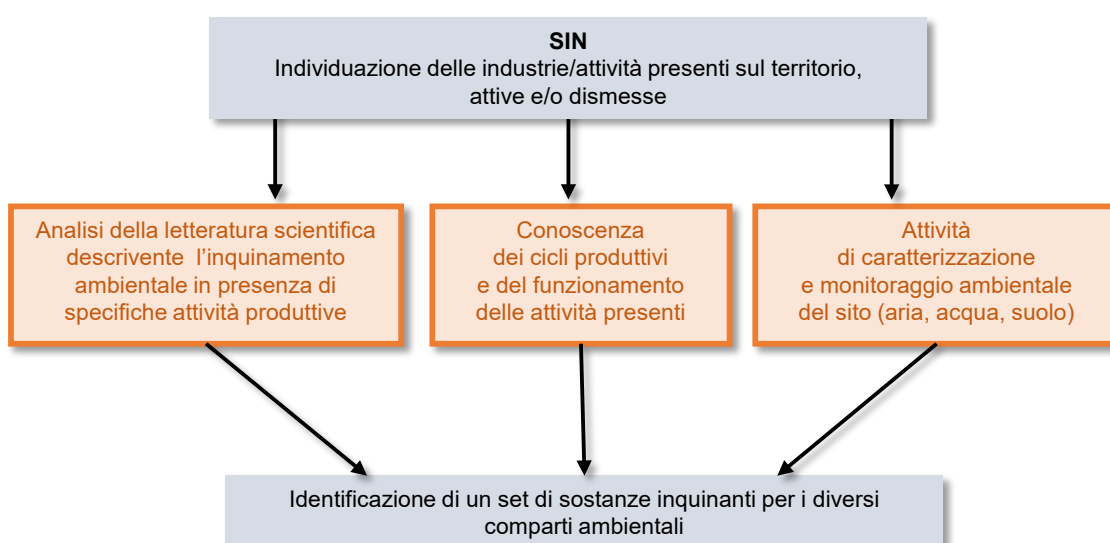 SIN
Individuazione delle industrie/attività presenti sul territorio,
attive e/o dismesse
Analisi della letteratura scientifica
descrivente l'inquinamento
ambientale in presenza di
specifiche attività produttive
Conoscenza
dei cicli produttivi
e del funzionamento
delle attività presenti
Attività
di caratterizzazione
e monitoraggio ambientale
del sito (aria, acqua, suolo)
Identificazione di un set di sostanze inquinanti per i diversi
comparti ambientali